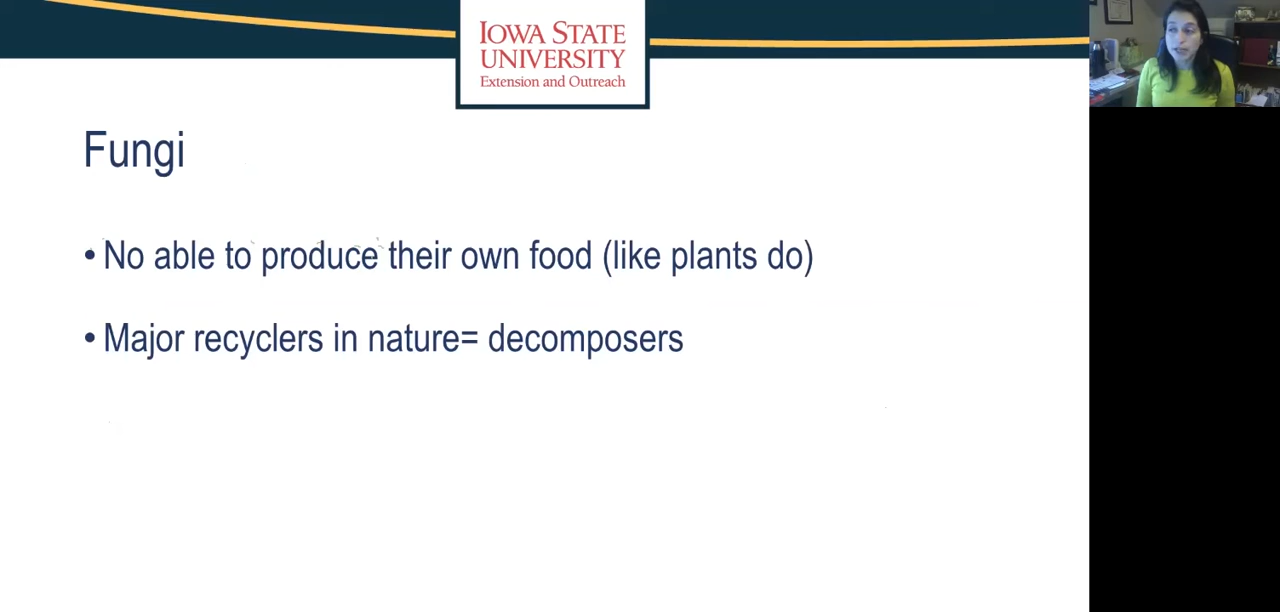 IOWA STATE
UNIVERSITY
Extension and Outreach
Fungi
• No able to produce their own food (like plants do)
• Major recyclers in nature= decomposers